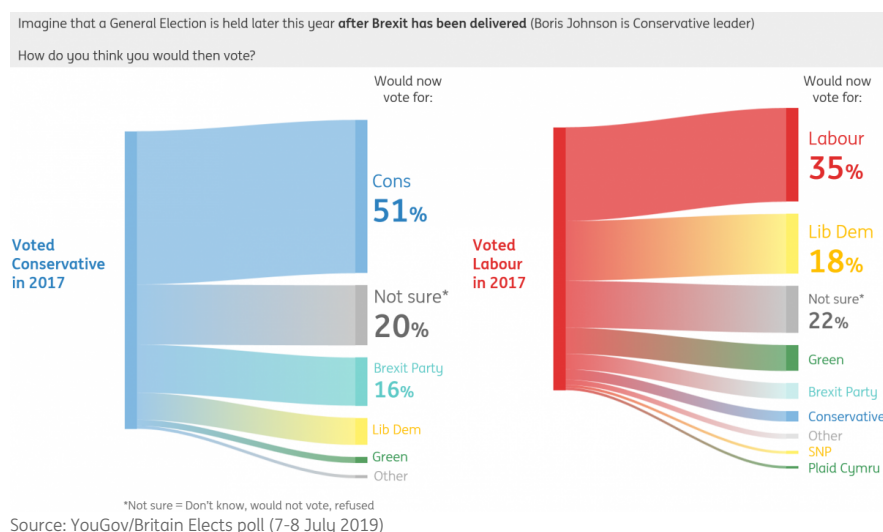 Imagine that a General Election is held later this year after Brexit has been delivered (Boris Johnson is Conservative leader)
How do you think you would then vote?
Would now
vote for:
Voted
Conservative
in 2017
Cons
51%
Not sure*
20%
Brexit Party
16%
Lib Dem
Green
Other
Would now
vote for:
Voted
Labour
in 2017
Labour
35%
Lib Dem
18%
Not sure*
22%
Green
Brexit Party
Conservative
Other
SNP
Plaid Cymru
*Not sure = Don't know, would not vote, refused
Source: YouGov/Britain Elects poll (7-8 July 2019)